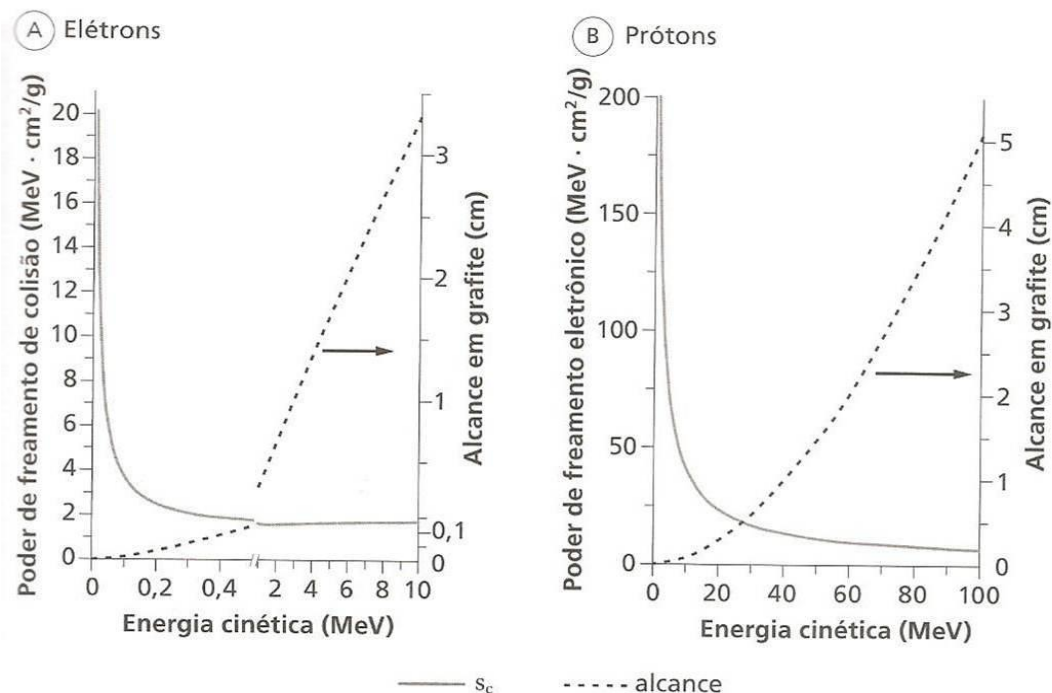 A Elétrons
Poder de freamento de colisão (MeV · cm²/g)
20
18
16
14
12
10
8
6
4
2
0
0 0,2 0,4 2 4 6 8 10
Energia cinética (MeV)
3
2
1
0,1
0
Alcance em grafite (cm)
B Prótons
Poder de freamento eletrônico (MeV · cm²/g)
200
150
100
50
0
0 20 40 60 80 100
Energia cinética (MeV)
5
4
3
2
1
0
Alcance em grafite (cm)
s_c
alcance